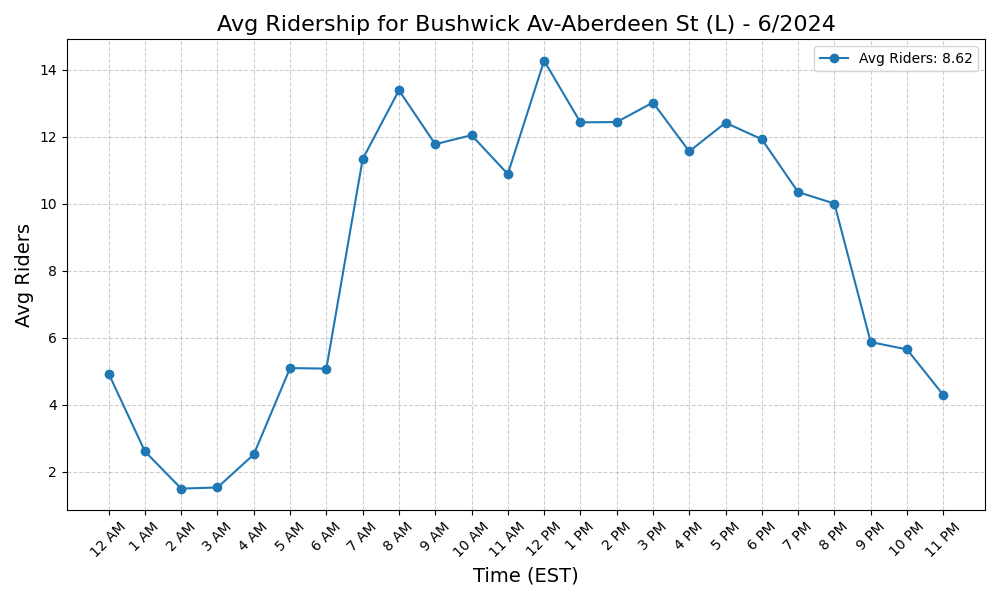 Avg Ridership for Bushwick Av-Aberdeen St (L) - 6/2024
Avg Riders: 8.62
Avg Riders
14
12
10
8
6
4
2
12 AM
1 AM
2 AM
3 AM
4 AM
5 AM
6 AM
7 AM
8 AM
9 AM
10 AM
11 AM
12 PM
1 PM
2 PM
3 PM
4 PM
5 PM
6 PM
7 PM
8 PM
9 PM
10 PM
11 PM
Time (EST)